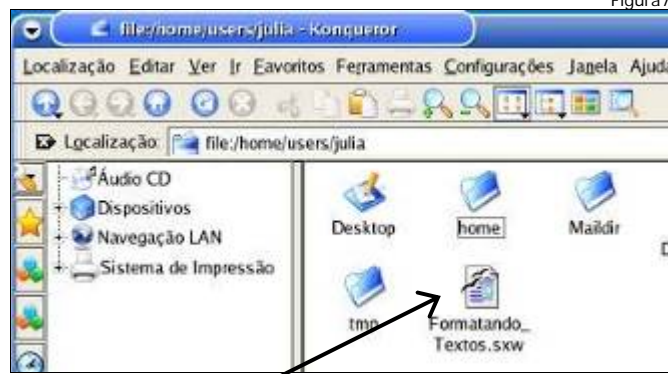 Figura7
file:/home/users/julia - Konqueror
Localização Editar Ver Ir Favoritos Ferramentas Configurações Janela Ajuda
Localização: file:/home/users/julia
Áudio CD
Dispositivos
Navegação LAN
Sistema de Impressão
Desktop
home
Maildir
tmp
Formatando_
Textos.sxw